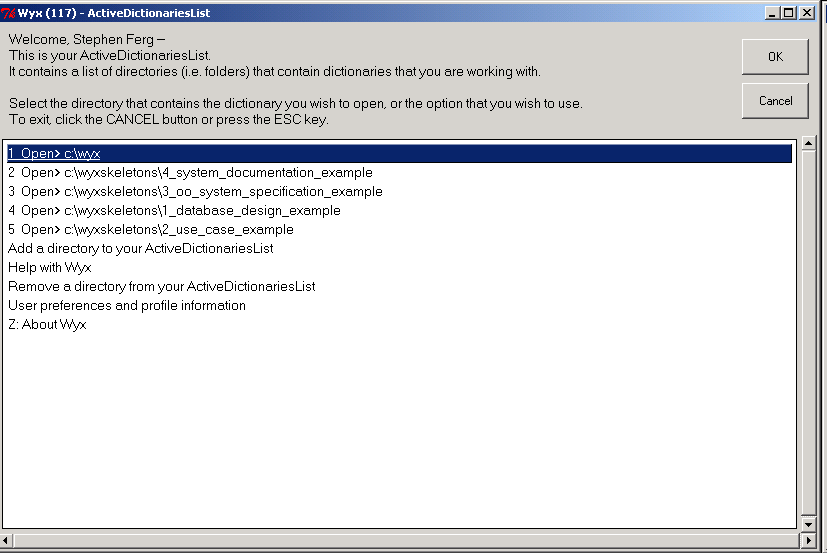 Wyx (117) - ActiveDictionariesList
Welcome, Stephen Ferg --
This is your ActiveDictionariesList.
It contains a list of directories (i.e. folders) that contain dictionaries that you are working with.
Select the directory that contains the dictionary you wish to open, or the option that you wish to use.
To exit, click the CANCEL button or press the ESC key.
OK
Cancel
1 Open> c:\wyx
2 Open> c:\wyxskeletons\4_system_documentation_example
3 Open> c:\wyxskeletons\3_oo_system_specification_example
4 Open> c:\wyxskeletons\1_database_design_example
5 Open> c:\wyxskeletons\2_use_case_example
Add a directory to your ActiveDictionariesList
Help with Wyx
Remove a directory from your ActiveDictionariesList
User preferences and profile information
Z: About Wyx